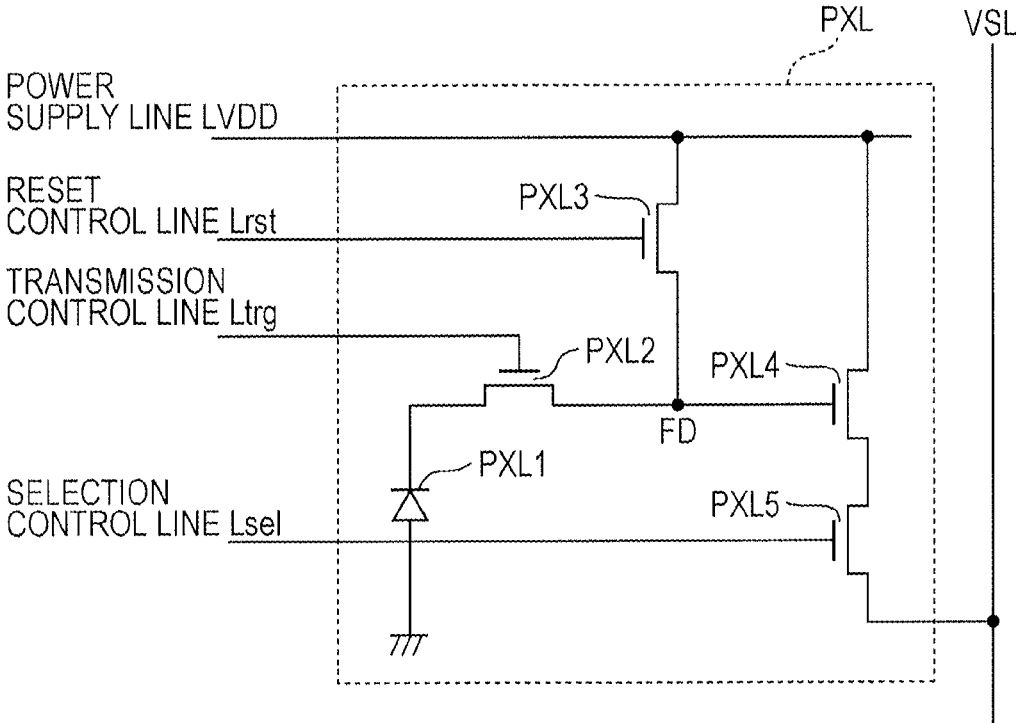 PXL
VSL
POWER
SUPPLY LINE LVDD
RESET
CONTROL LINE Lrst
PXL3
TRANSMISSION
CONTROL LINE Ltrg
PXL2
PXL4
FD
PXL1
SELECTION
CONTROL LINE Lsel
PXL5